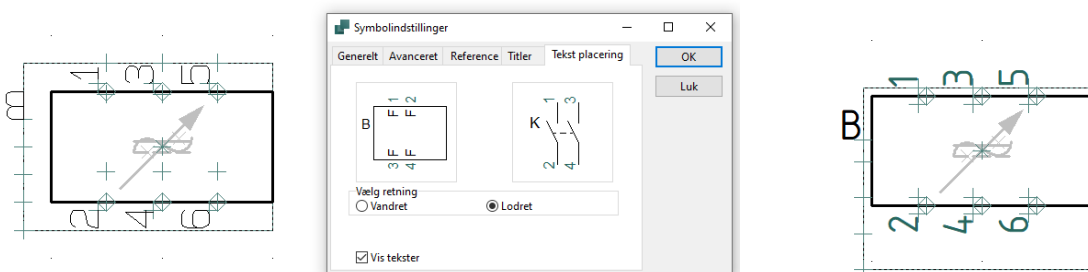 B
1 3 5
2 4 6
Symbolindstillinger
Generelt Avanceret Reference Titler Tekst placering
OK
Luk
1 2
F F
B
F F
3 4
1 3
K
2 4
Vælg retning
Vandret Lodret
Vis tekster
1 3 5
B
2 4 6